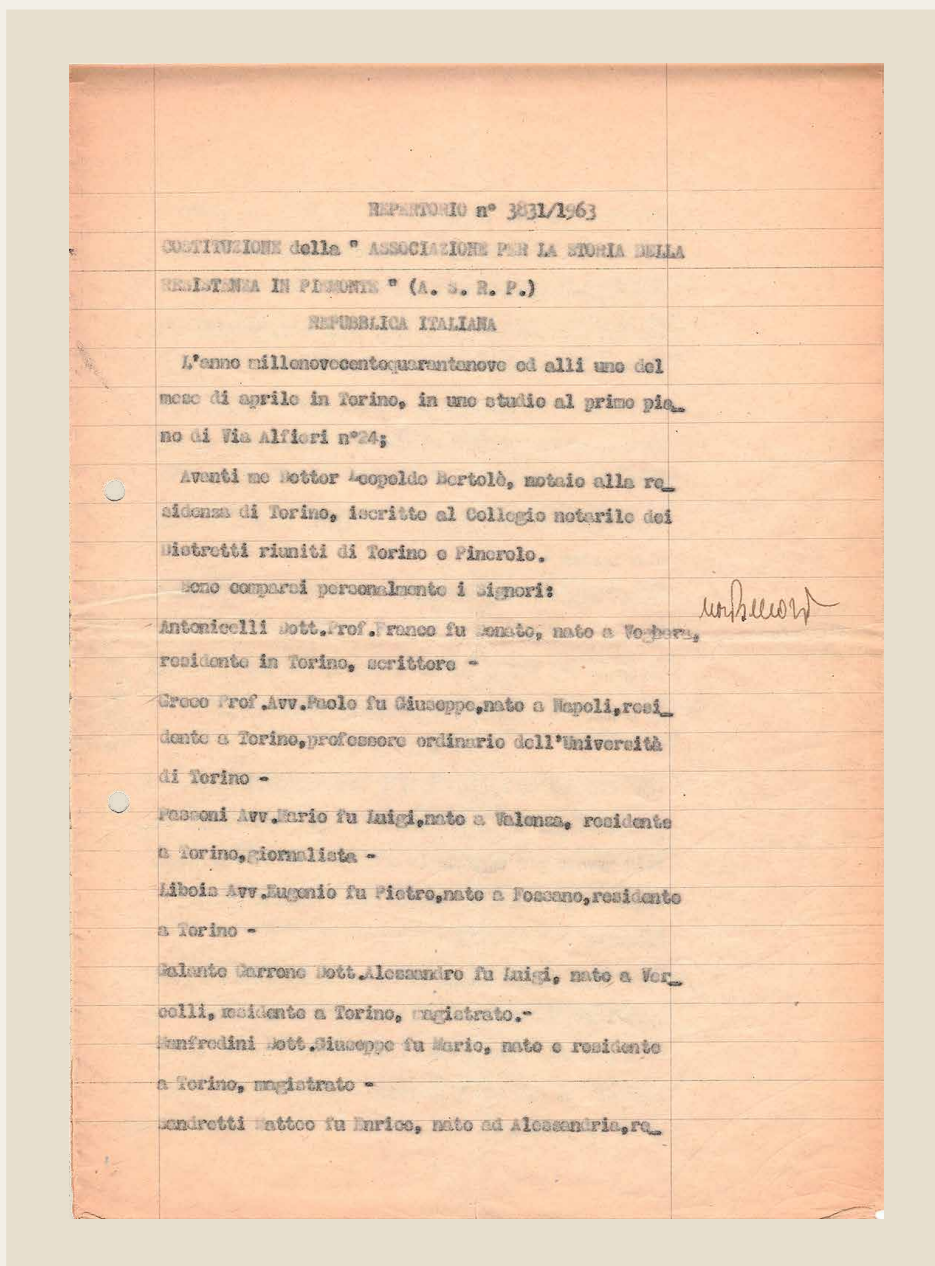 REPERTORIO n° 3831/1963
COSTITUZIONE della " ASSOCIAZIONE PER LA STORIA DELLA
RESISTENZA IN PIEMONTE " (A. S. R. P.)
REPUBBLICA ITALIANA
L'anno millenovecentoquarantanove ed alli uno del
mese di aprile in Torino, in uno studio al primo pia_
no di Via Alfieri n°24;
Avanti me Dottor Leopoldo Bertolè, notaio alla re_
sidenza di Torino, iscritto al Collegio notarile dei
Distretti riuniti di Torino e Pinerolo.
Sono comparsi personalmente i Signori:
Antonicelli Dott.Prof.Franco fu Donato, nato a Voghera,
residente in Torino, scrittore -
Greco Prof.Avv.Paolo fu Giuseppe,nato a Napoli,resi_
dente a Torino,professore ordinario dell'Università
di Torino -
Passoni Avv.Mario fu Luigi,nato a Valenza, residente
a Torino,giornalista -
Libois Avv.Eugenio fu Pietro,nato a Fossano,residente
a Torino -
Galante Garrone Dott.Alessandro fu Luigi, nato a Ver_
celli, residente a Torino, magistrato.-
Manfredini Dott.Giuseppe fu Mario, nato e residente
a Torino, magistrato -
Sandretti Matteo fu Enrico, nato ad Alessandria,re_